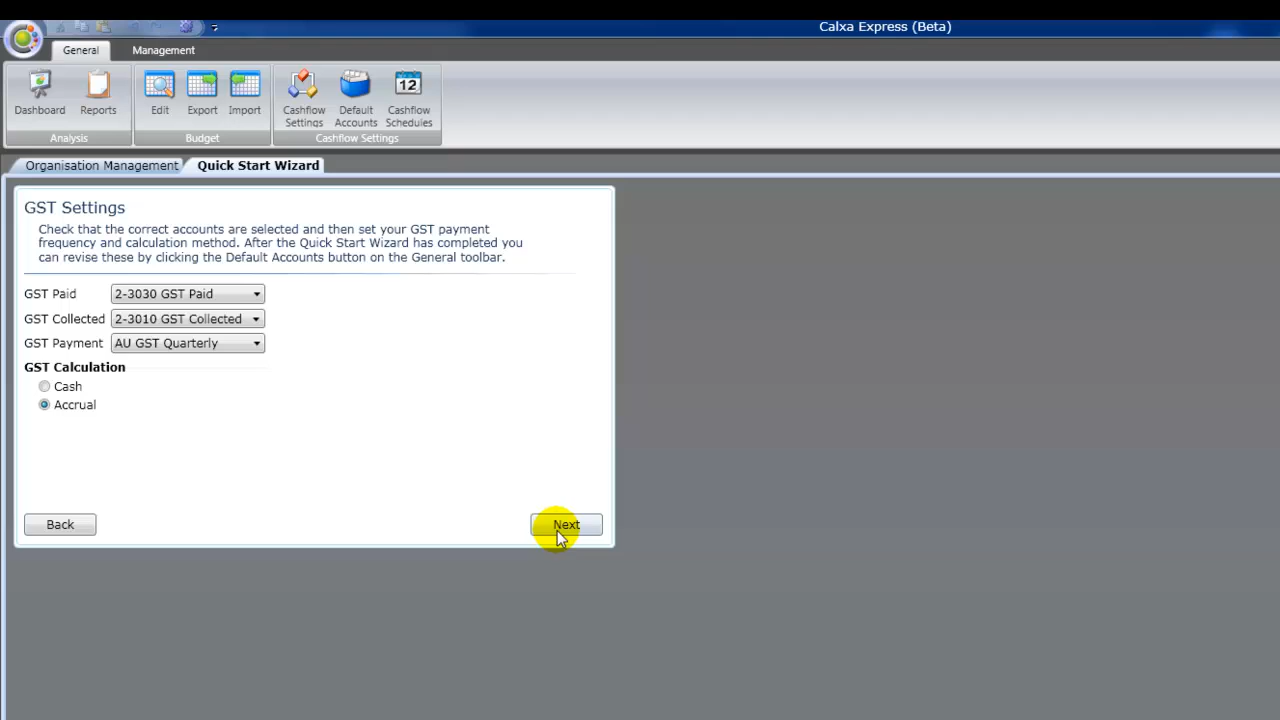 Calxa Express (Beta)
General Management
Dashboard Reports Edit Export Import Cashflow Settings Default Accounts Cashflow Schedules
12
Analysis Budget Cashflow Settings
Organisation Management Quick Start Wizard
GST Settings
Check that the correct accounts are selected and then set your GST payment
frequency and calculation method. After the Quick Start Wizard has completed you
can revise these by clicking the Default Accounts button on the General toolbar.
GST Paid 2-3030 GST Paid
GST Collected 2-3010 GST Collected
GST Payment AU GST Quarterly
GST Calculation
Cash
Accrual
Back Next